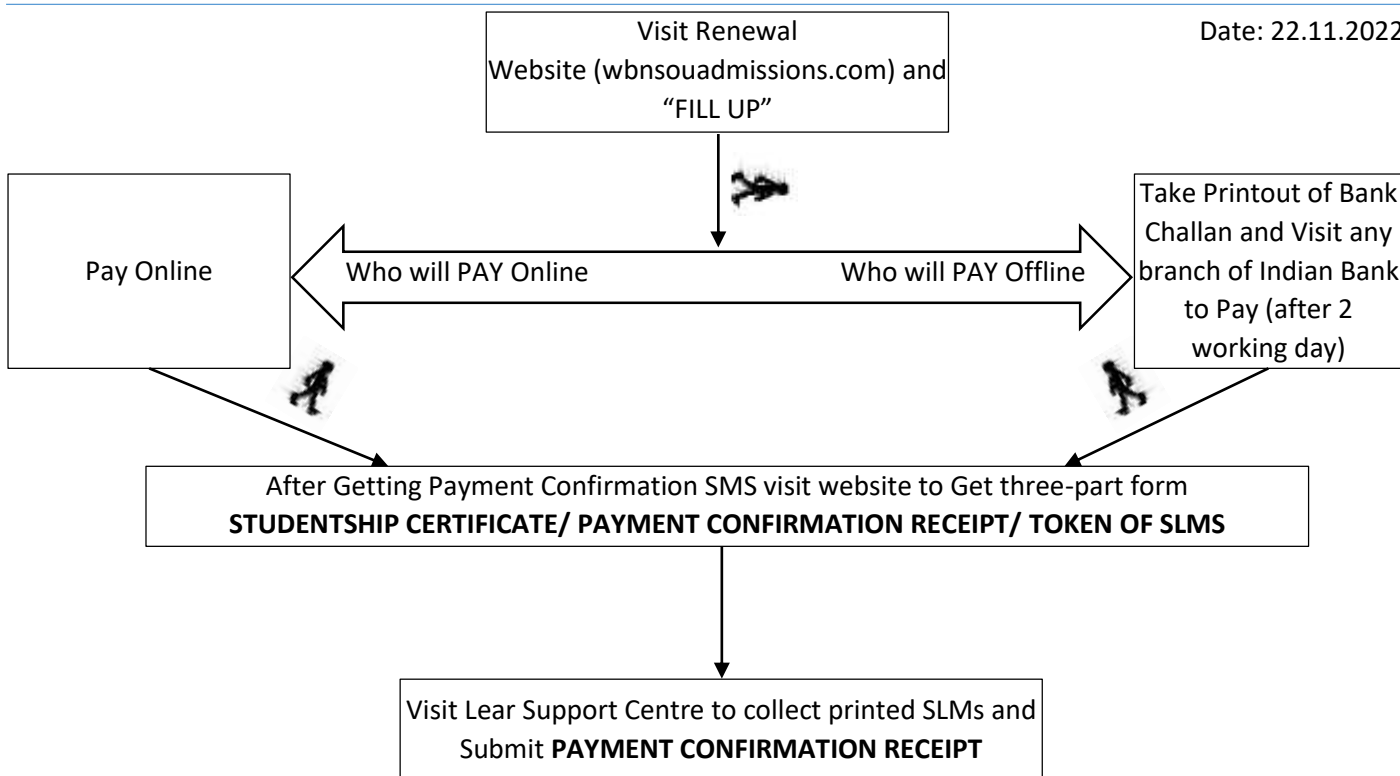 Date: 22.11.2022
Visit Renewal
Website (wbnsouadmissions.com) and
“FILL UP”
Pay Online
Who will PAY Online
Who will PAY Offline
Take Printout of Bank
Challan and Visit any
branch of Indian Bank
to Pay (after 2
working day)
After Getting Payment Confirmation SMS visit website to Get three-part form
STUDENTSHIP CERTIFICATE/ PAYMENT CONFIRMATION RECEIPT/ TOKEN OF SLMS
Visit Lear Support Centre to collect printed SLMs and
Submit PAYMENT CONFIRMATION RECEIPT